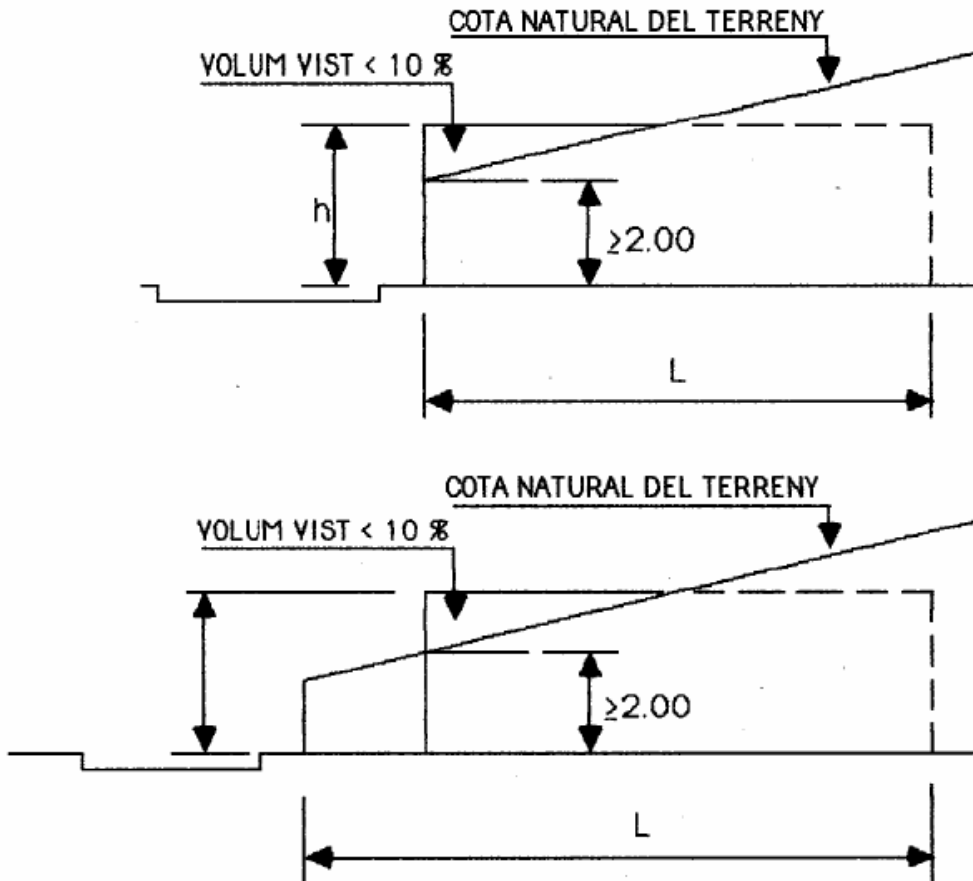 COTA NATURAL DEL TERRENY
VOLUM VIST < 10 %
h
≥2.00
L
COTA NATURAL DEL TERRENY
VOLUM VIST < 10 %
≥2.00
L